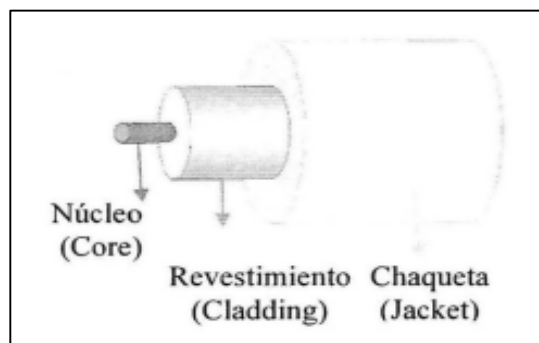 Núcleo
(Core)
Revestimiento
(Cladding)
Chaqueta
(Jacket)